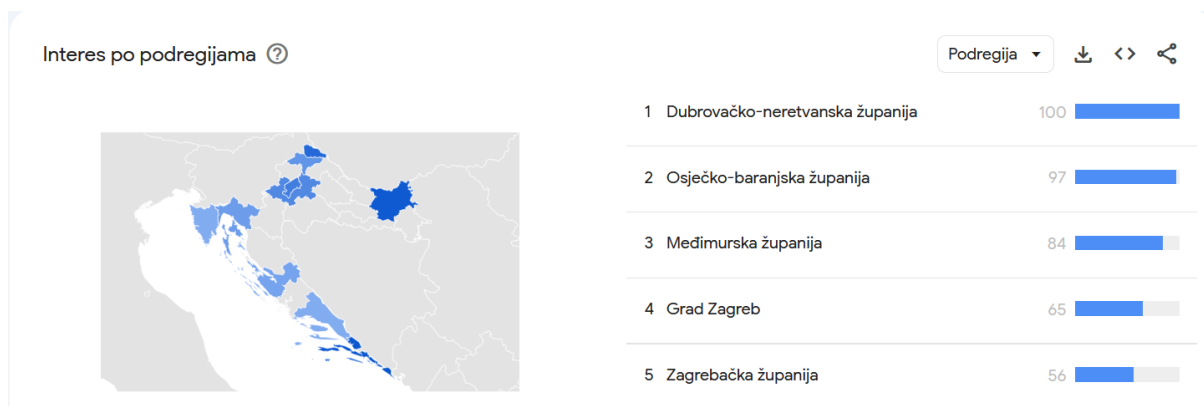 Interes po podregijama
Podregija
1 Dubrovačko-neretvanska županija 100
2 Osječko-baranjska županija 97
3 Međimurska županija 84
4 Grad Zagreb 65
5 Zagrebačka županija 56